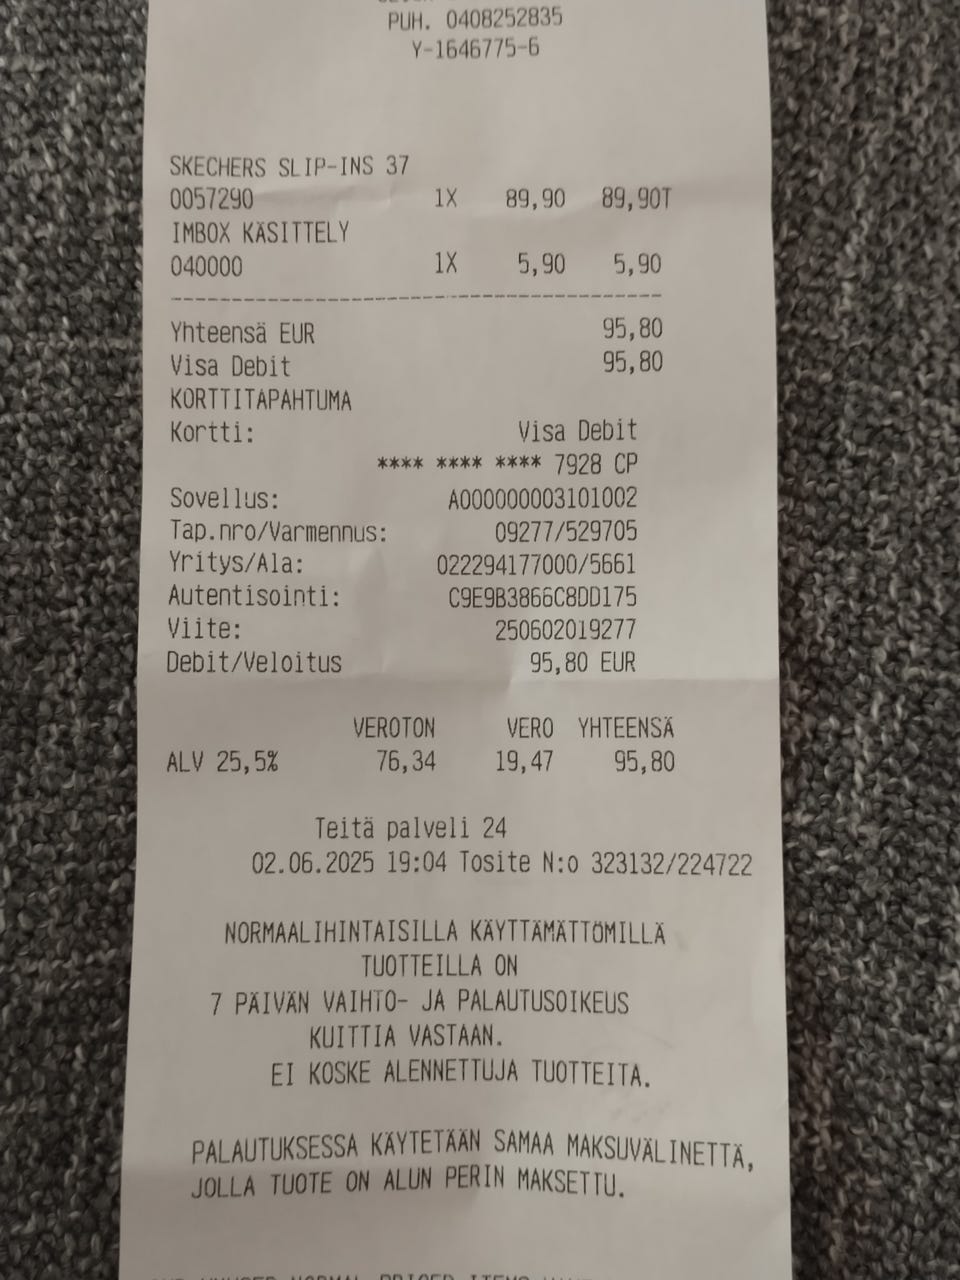 PUH. 0408252835
Y-1646775-6
SKECHERS SLIP-INS 37
0057290 1X 89,90 89,90T
IMBOX KÄSITTELY
040000 1X 5,90 5,90
Yhteensä EUR 95,80
Visa Debit 95,80
KORTTITAPAHTUMA
Kortti: Visa Debit
**** **** **** 7928 CP
Sovellus: A000000003101002
Tap.nro/Varmennus: 09277/529705
Yritys/Ala: 022294177000/5661
Autentisointi: C9E9B3866C8DD175
Viite: 250602019277
Debit/Veloitus 95,80 EUR
VEROTON VERO YHTEENSÄ
ALV 25,5% 76,34 19,47 95,80
Teitä palveli 24
02.06.2025 19:04 Tosite N:o 323132/224722
NORMAALIHINTAISILLA KÄYTTÄMÄTTÖMILLÄ
TUOTTEILLA ON
7 PÄIVÄN VAIHTO- JA PALAUTUSOIKEUS
KUITTIA VASTAAN.
EI KOSKE ALENNETTUJA TUOTTEITA.
PALAUTUKSESSA KÄYTETÄÄN SAMAA MAKSUVÄLINETTÄ,
JOLLA TUOTE ON ALUN PERIN MAKSETTU.
NORMAL PRICED ITEMS